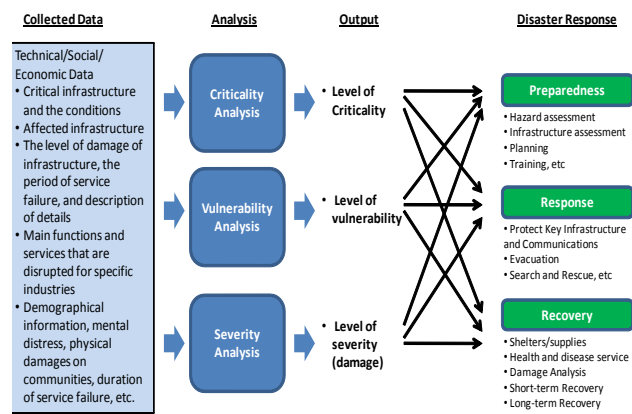 Collected Data
Analysis
Output
Disaster Response
Technical/Social/
Economic Data
• Critical infrastructure
and the conditions
• Affected infrastructure
• The level of damage of
infrastructure, the
period of service
failure, and description
of details
• Main functions and
services that are
disrupted for specific
industries
• Demographical
information, mental
distress, physical
damages on
communities, duration
of service failure, etc.
Criticality
Analysis
Vulnerability
Analysis
Severity
Analysis
• Level of
Criticality
• Level of
vulnerability
• Level of
severity
(damage)
Preparedness
• Hazard assessment
• Infrastructure assessment
• Planning
• Training, etc
Response
• Protect Key Infrastructure
and Communications
• Evacuation
• Search and Rescue, etc
Recovery
• Shelters/supplies
• Health and disease service
• Damage Analysis
• Short-term Recovery
• Long-term Recovery